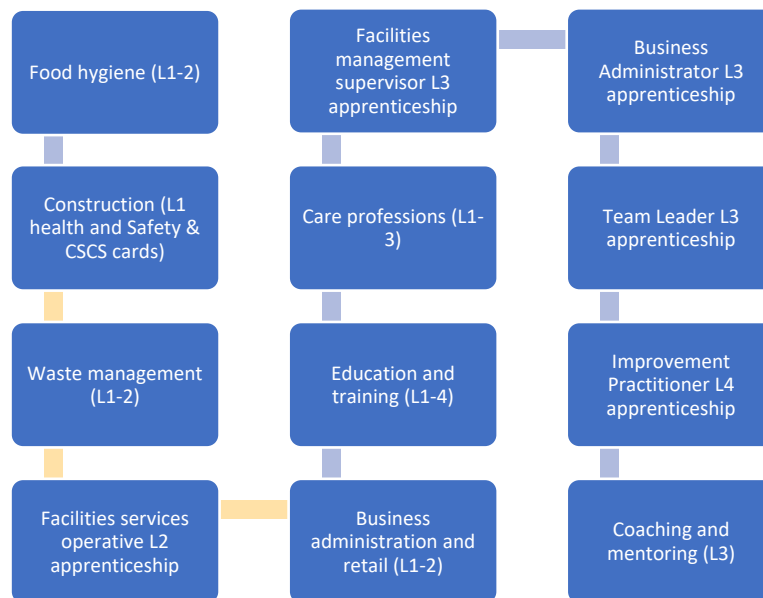 Food hygiene (L1-2)
Construction (L1
health and Safety &
CSCS cards)
Waste management
(L1-2)
Facilities services
operative L2
apprenticeship
Business
administration and
retail (L1-2)
Education and
training (L1-4)
Care professions (L1-
3)
Facilities
management
supervisor L3
apprenticeship
Business
Administrator L3
apprenticeship
Team Leader L3
apprenticeship
Improvement
Practitioner L4
apprenticeship
Coaching and
mentoring (L3)